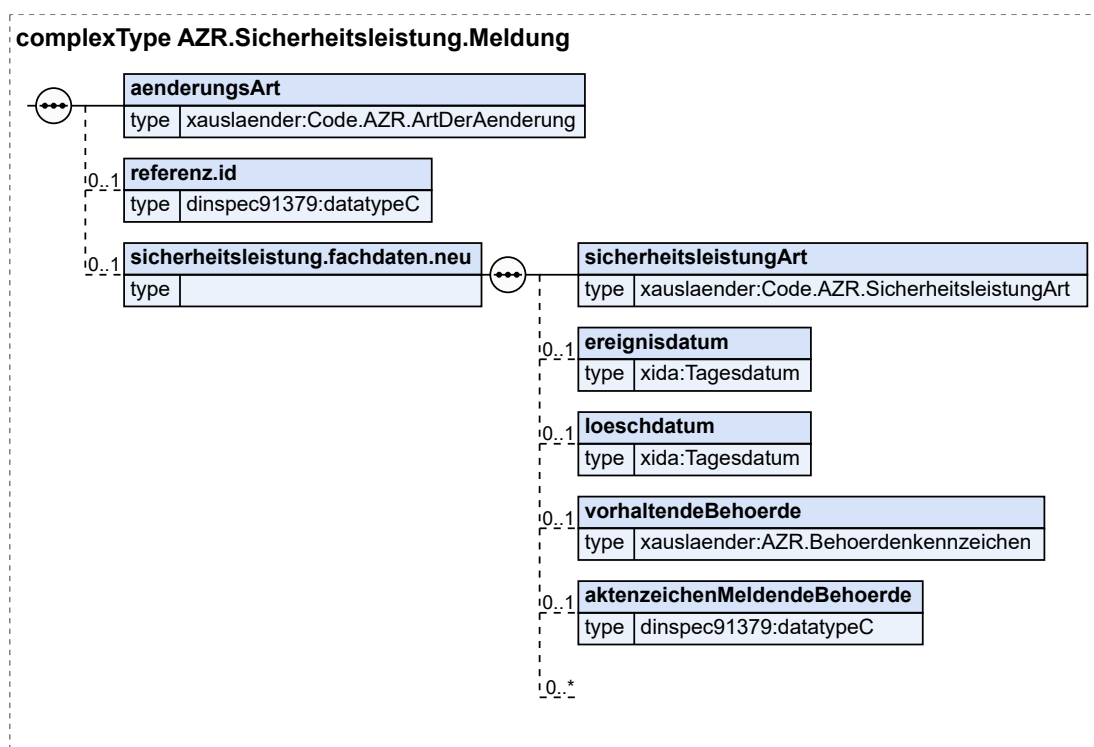 complexType AZR.Sicherheitsleistung.Meldung
aenderungsArt
type xauslaender:Code.AZR.ArtDerAenderung
0..1 referenz.id
type dinspec91379:datatypeC
0..1 sicherheitsleistung.fachdaten.neu
type
sicherheitsleistungArt
type xauslaender:Code.AZR.SicherheitsleistungArt
0..1 ereignisdatum
type xida:Tagesdatum
0..1 loeschdatum
type xida:Tagesdatum
0..1 vorhaltendeBehoerde
type xauslaender:AZR.Behoerdenkennzeichen
0..1 aktenzeichenMeldendeBehoerde
type dinspec91379:datatypeC
0..*